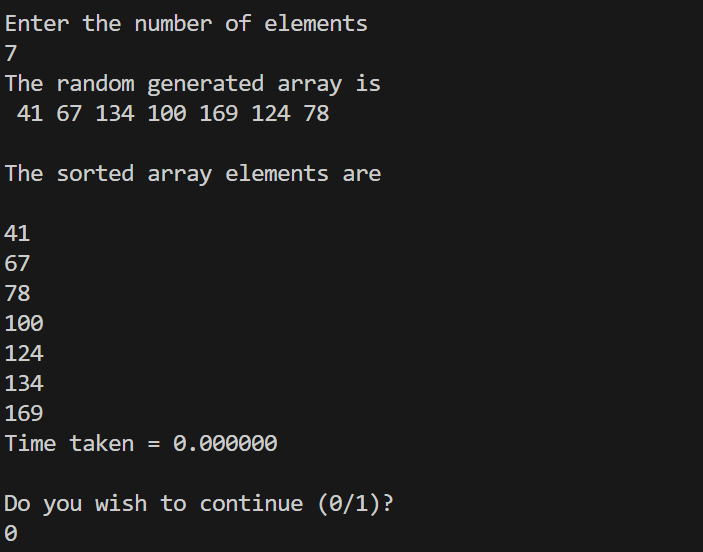 Enter the number of elements
7
The random generated array is
41 67 134 100 169 124 78
The sorted array elements are
41
67
78
100
124
134
169
Time taken = 0.000000
Do you wish to continue (0/1)?
0